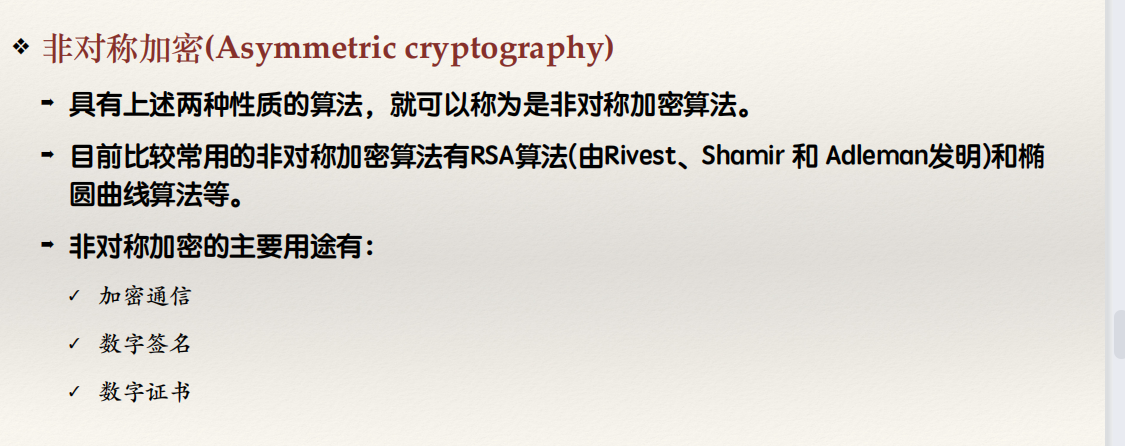 ❖ 非对称加密(Asymmetric cryptography)
➡ 具有上述两种性质的算法，就可以称为是非对称加密算法。
➡ 目前比较常用的非对称加密算法有RSA算法(由Rivest、Shamir 和 Adleman发明)和椭
圆曲线算法等。
➡ 非对称加密的主要用途有：
✓ 加密通信
✓ 数字签名
✓ 数字证书